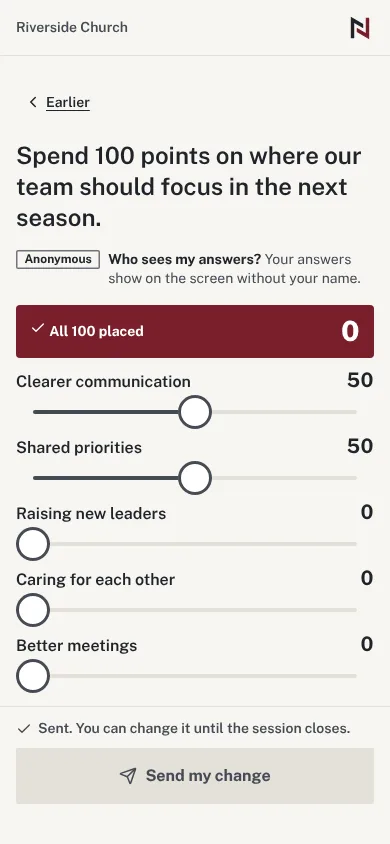 Riverside Church
Earlier
Spend 100 points on where our
team should focus in the next
season.
Anonymous Who sees my answers? Your answers
show on the screen without your name.
All 100 placed 0
Clearer communication 50
Shared priorities 50
Raising new leaders 0
Caring for each other 0
Better meetings 0
Sent. You can change it until the session closes.
Send my change